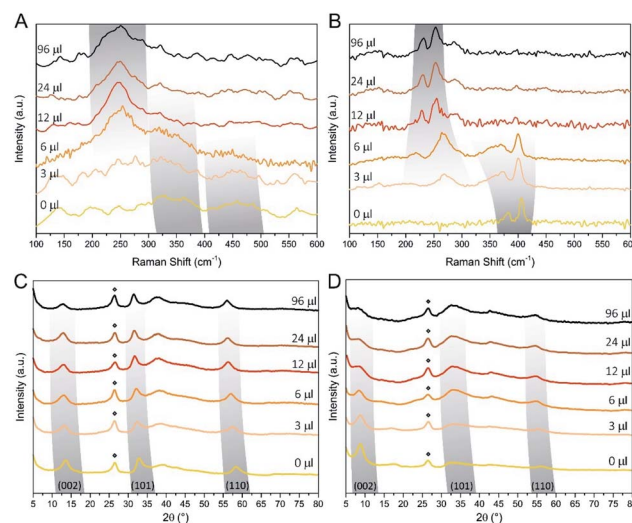 A
96 µl
24 µl
12 µl
6 µl
3 µl
0 µl
Intensity (a.u.)
100 150 200 250 300 350 400 450 500 550 600
Raman Shift (cm⁻¹)
B
96 µl
24 µl
12 µl
6 µl
3 µl
0 µl
Intensity (a.u.)
100 150 200 250 300 350 400 450 500 550 600
Raman Shift (cm⁻¹)
C
96 µl
24 µl
12 µl
6 µl
3 µl
0 µl
(002) (101) (110)
Intensity (a.u.)
5 10 15 20 25 30 35 40 45 50 55 60 65 70 75 80
2θ (°)
D
96 µl
24 µl
12 µl
6 µl
3 µl
0 µl
(002) (101) (110)
Intensity (a.u.)
5 10 15 20 25 30 35 40 45 50 55 60 65 70 75 80
2θ (°)